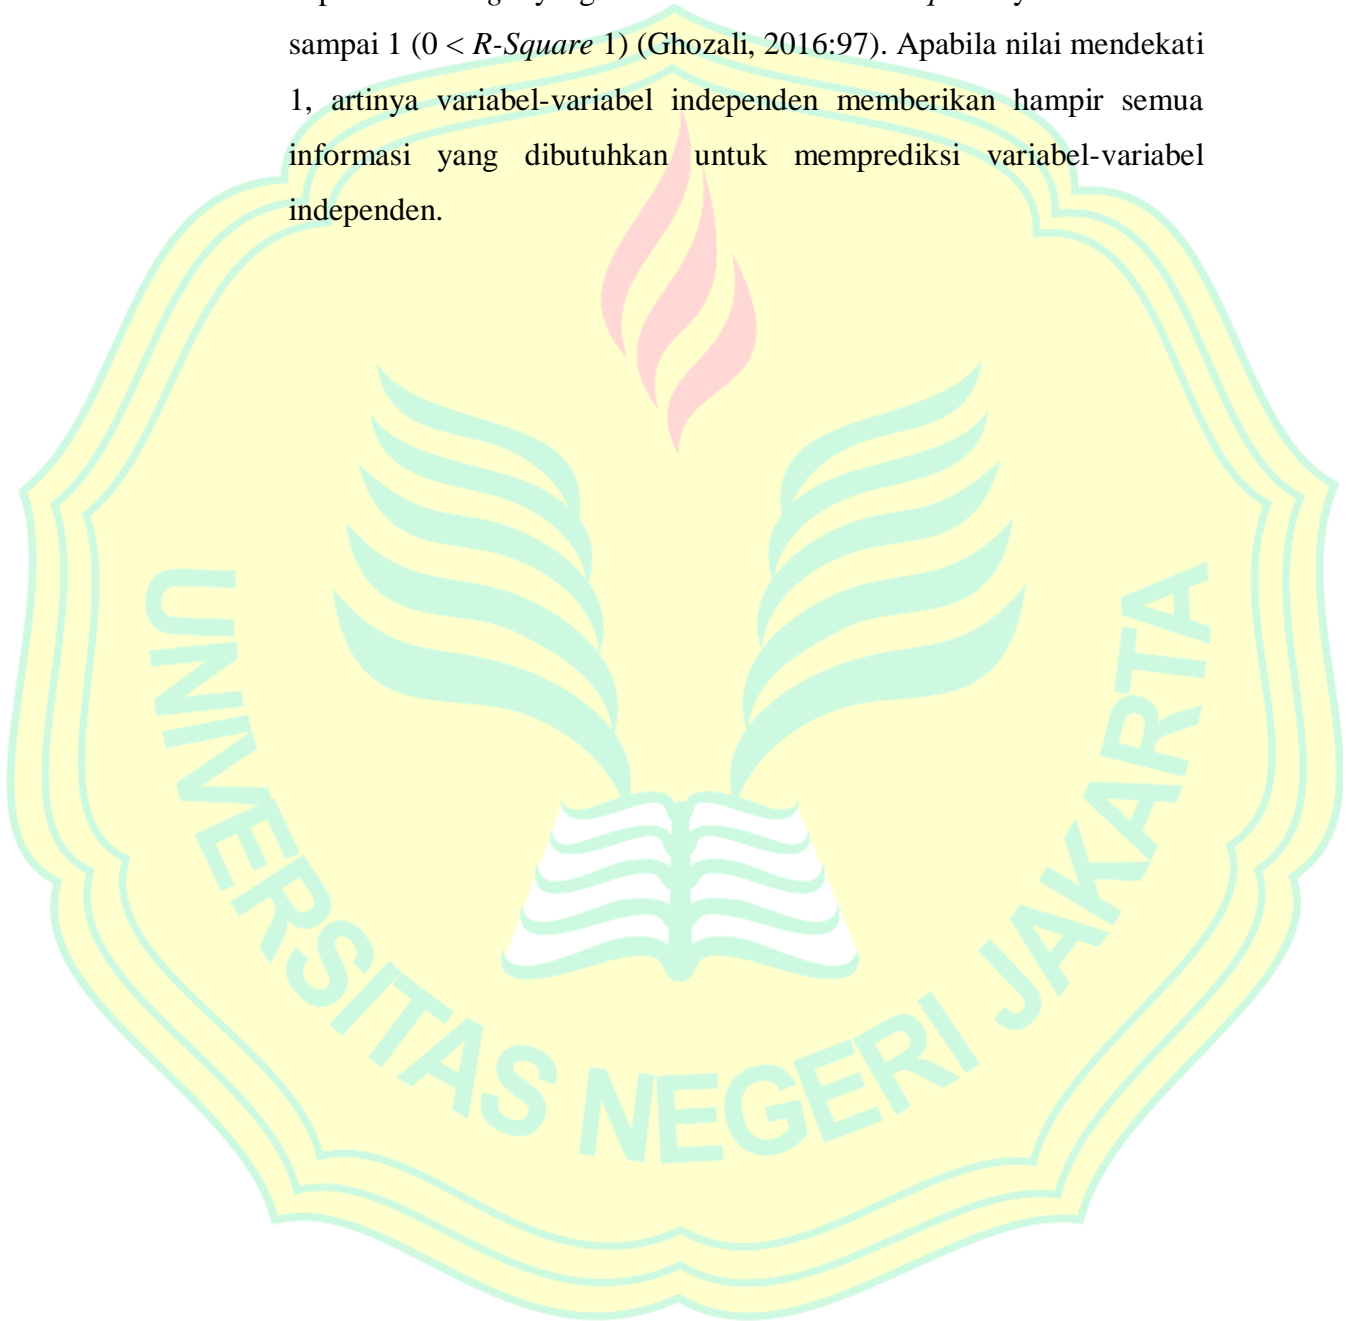 sampai 1 (0 < R-Square 1) (Ghozali, 2016:97). Apabila nilai mendekati
1, artinya variabel-variabel independen memberikan hampir semua
informasi yang dibutuhkan untuk memprediksi variabel-variabel
independen.
UNIVERSITAS NEGERI JAKARTA